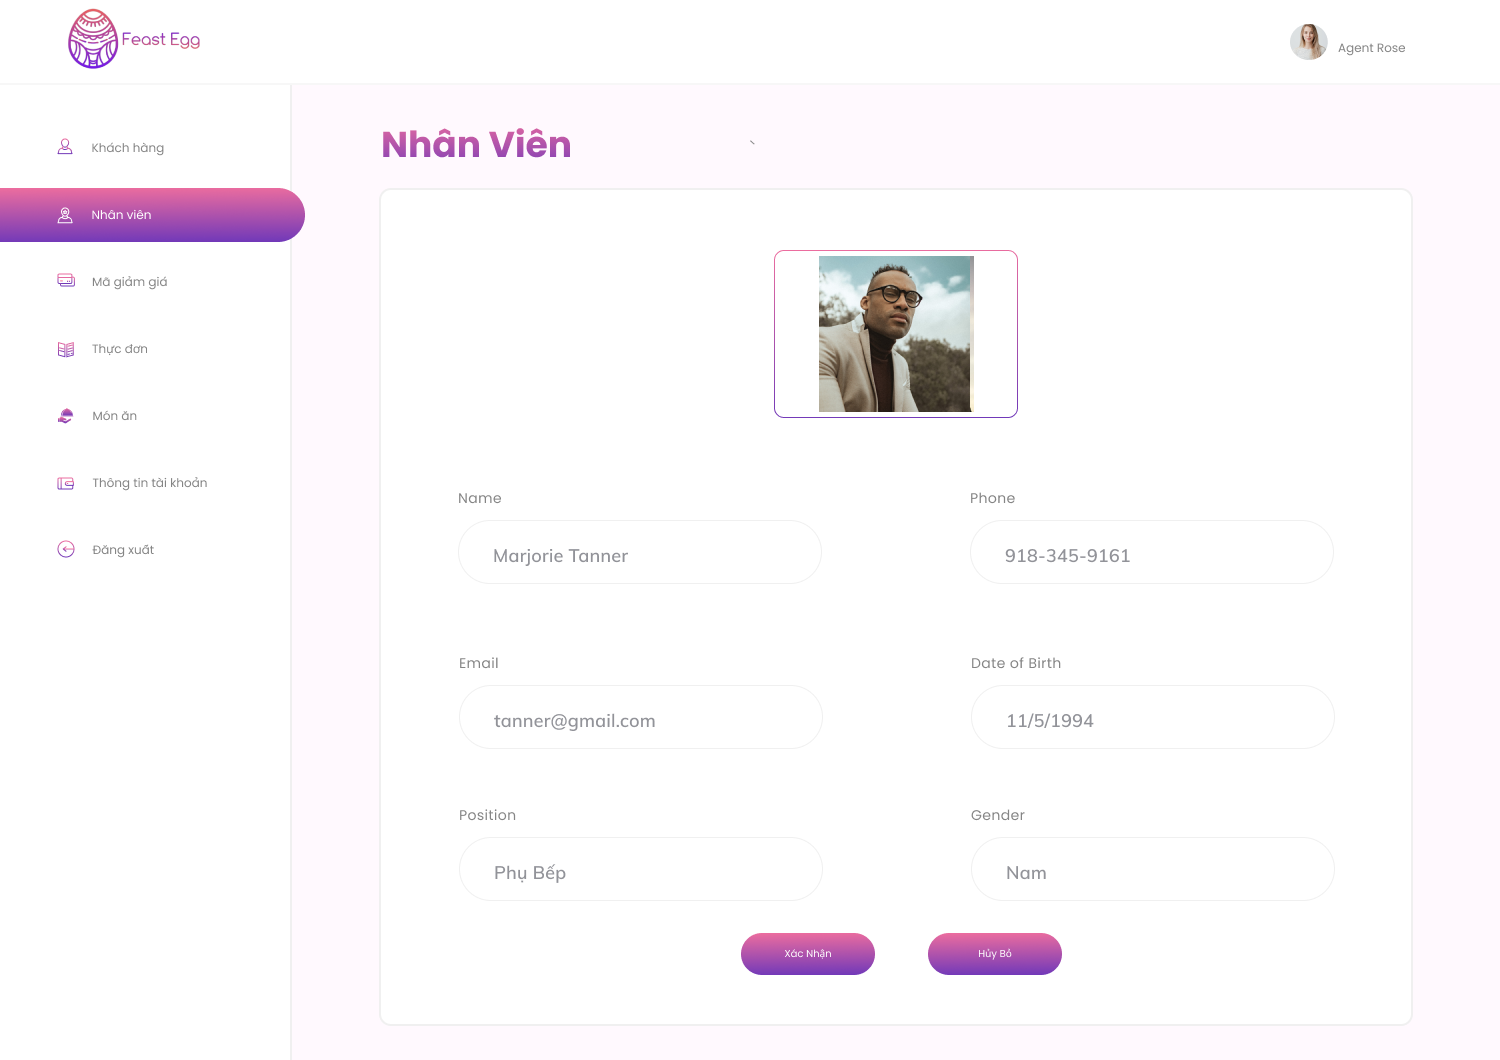 Feast Egg
Agent Rose
Khách hàng
Nhân viên
Mã giảm giá
Thực đơn
Món ăn
Thông tin tài khoản
Đăng xuất
Nhân Viên
`
Name
Phone
Marjorie Tanner
918-345-9161
Email
Date of Birth
tanner@gmail.com
11/5/1994
Position
Gender
Phụ Bếp
Nam
Xác Nhận
Hủy Bỏ